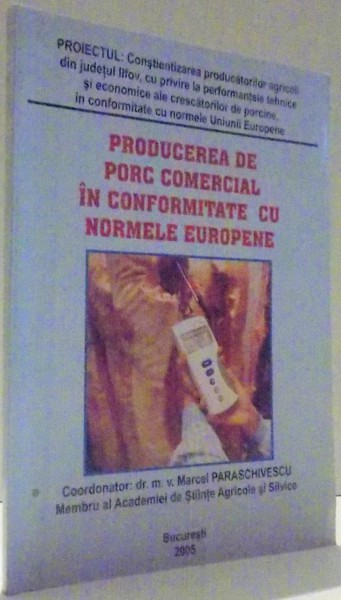 PROIECTUL: Conştientizarea producătorilor agricoli
din judeţul Ilfov, cu privire la performanţele tehnice
şi economice ale crescătorilor de porcine,
în conformitate cu normele Uniunii Europene
PRODUCEREA DE
PORC COMERCIAL
ÎN CONFORMITATE CU
NORMELE EUROPENE
Coordonator: dr. m. v. Marcel PARASCHIVESCU
Membru al Academiei de Ştiinţe Agricole şi Silvice
Bucureşti
2005